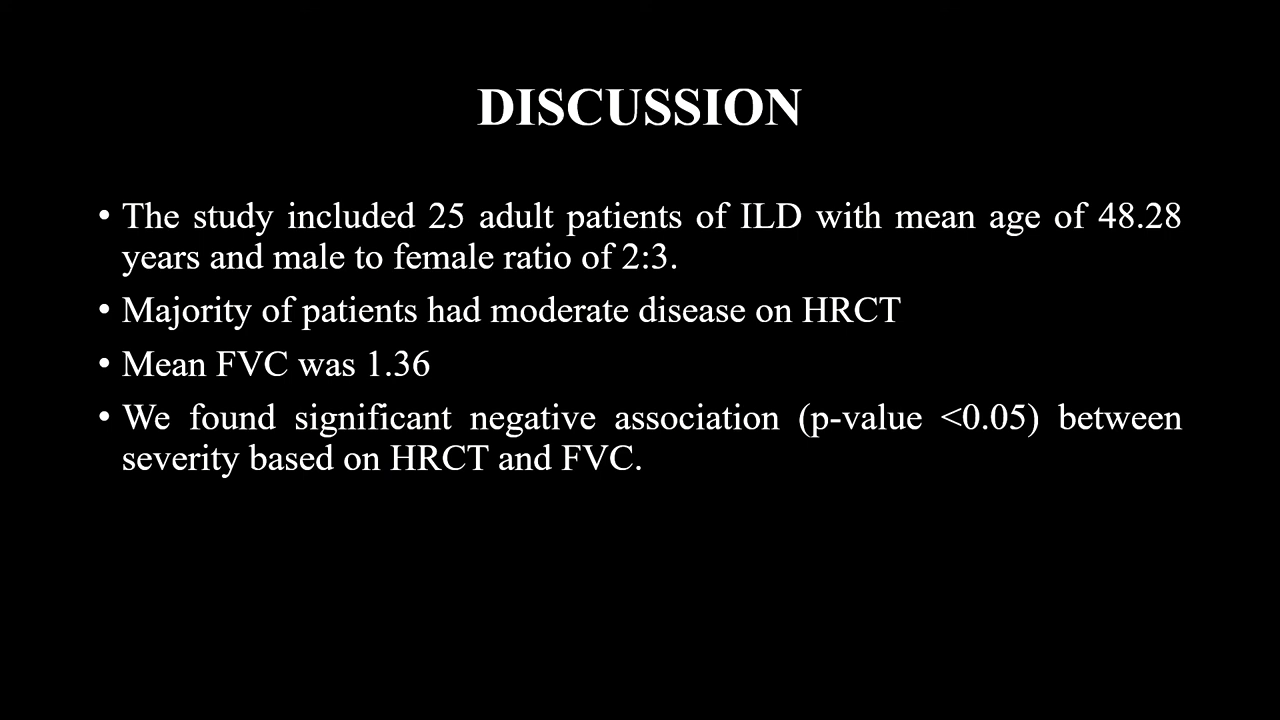 DISCUSSION
• The study included 25 adult patients of ILD with mean age of 48.28
years and male to female ratio of 2:3.
• Majority of patients had moderate disease on HRCT
• Mean FVC was 1.36
• We found significant negative association (p-value <0.05) between
severity based on HRCT and FVC.